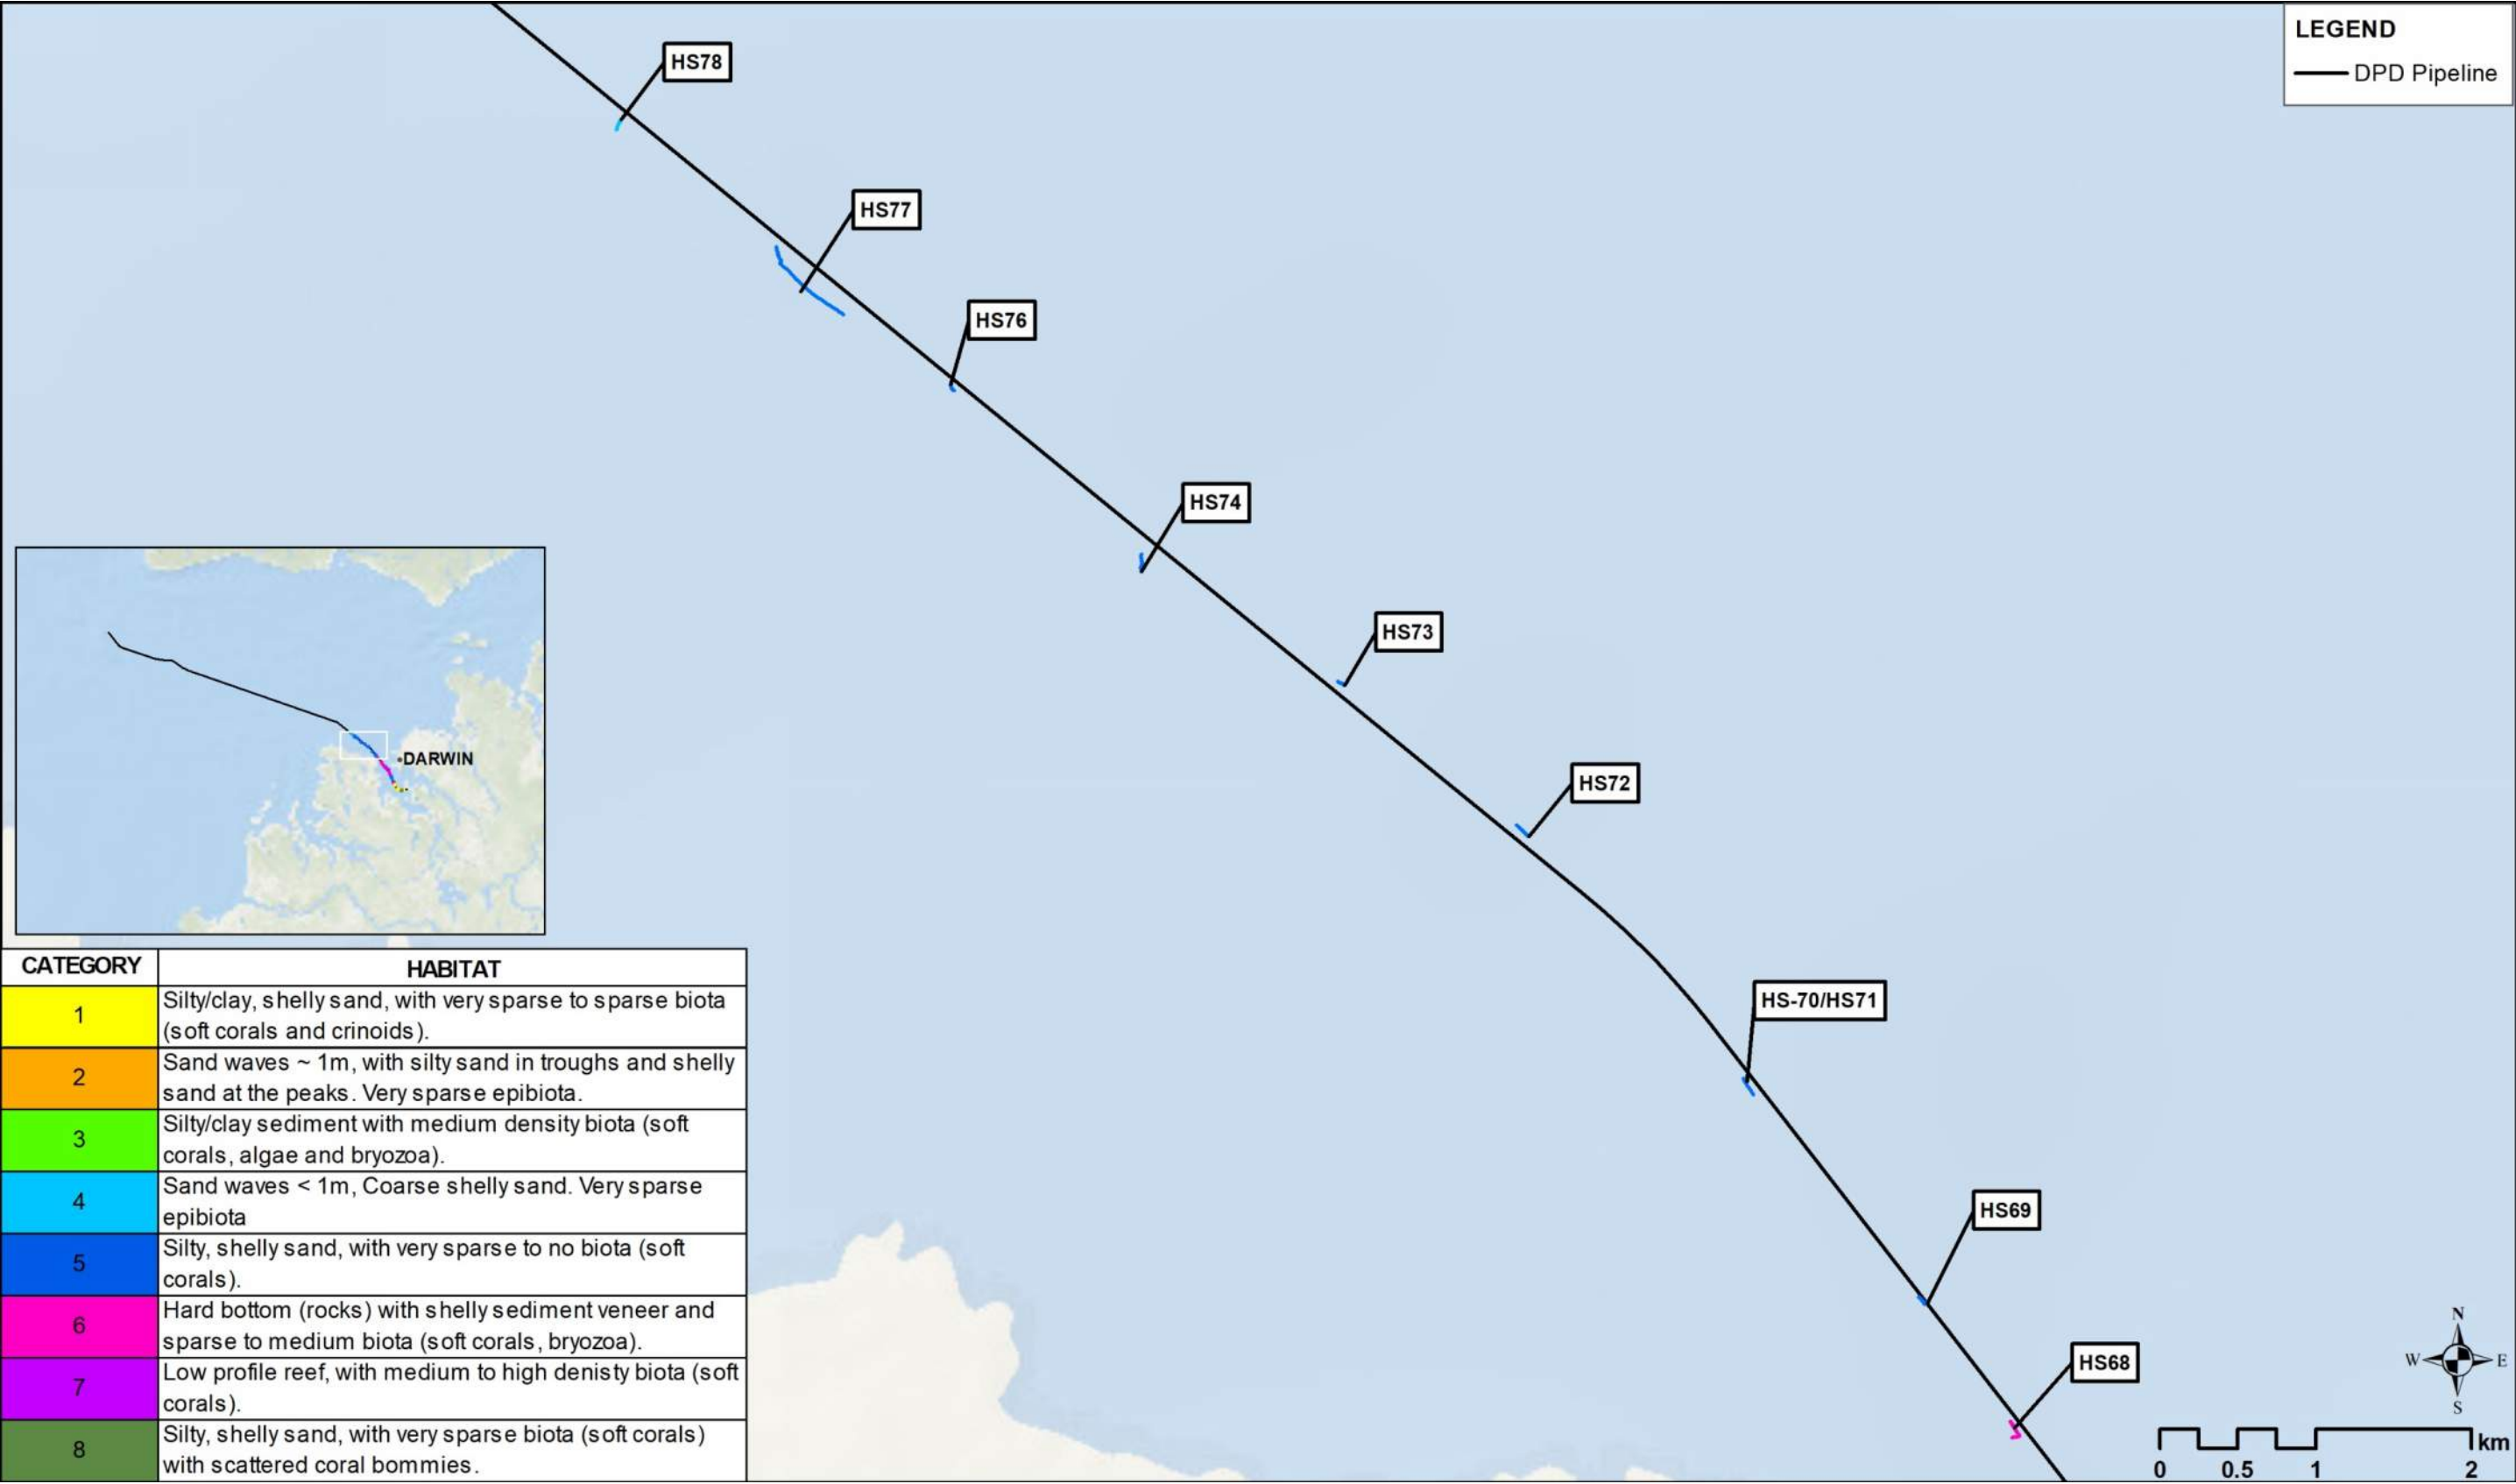 LEGEND
DPD Pipeline
HS78
HS77
HS76
HS74
HS73
HS72
HS-70/HS71
HS69
HS68
•DARWIN
CATEGORY HABITAT
1 Silty/clay, shelly sand, with very sparse to sparse biota
(soft corals and crinoids).
2 Sand waves ~ 1m, with silty sand in troughs and shelly
sand at the peaks. Very sparse epibiota.
3 Silty/clay sediment with medium density biota (soft
corals, algae and bryozoa).
4 Sand waves < 1m, Coarse shelly sand. Very sparse
epibiota
5 Silty, shelly sand, with very sparse to no biota (soft
corals).
6 Hard bottom (rocks) with shelly sediment veneer and
sparse to medium biota (soft corals, bryozoa).
7 Low profile reef, with medium to high denisty biota (soft
corals).
8 Silty, shelly sand, with very sparse biota (soft corals)
with scattered coral bommies.
N
W E
S
km
0 0.5 1 2